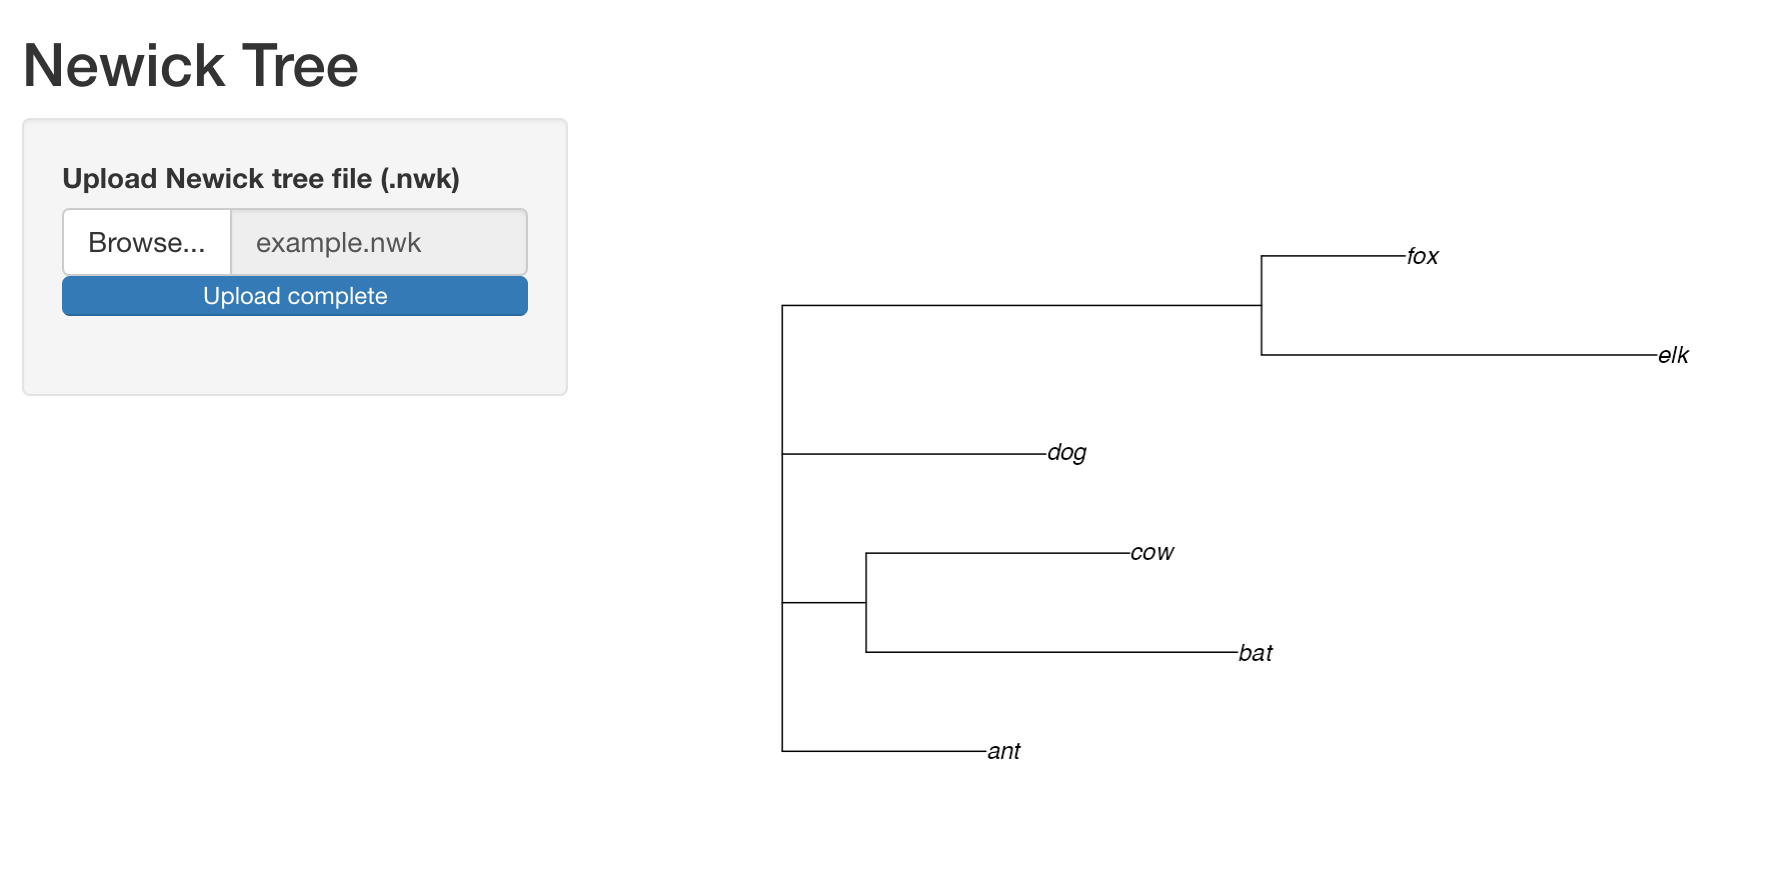 Newick Tree
Upload Newick tree file (.nwk)
Browse... example.nwk
Upload complete
fox
elk
dog
cow
bat
ant